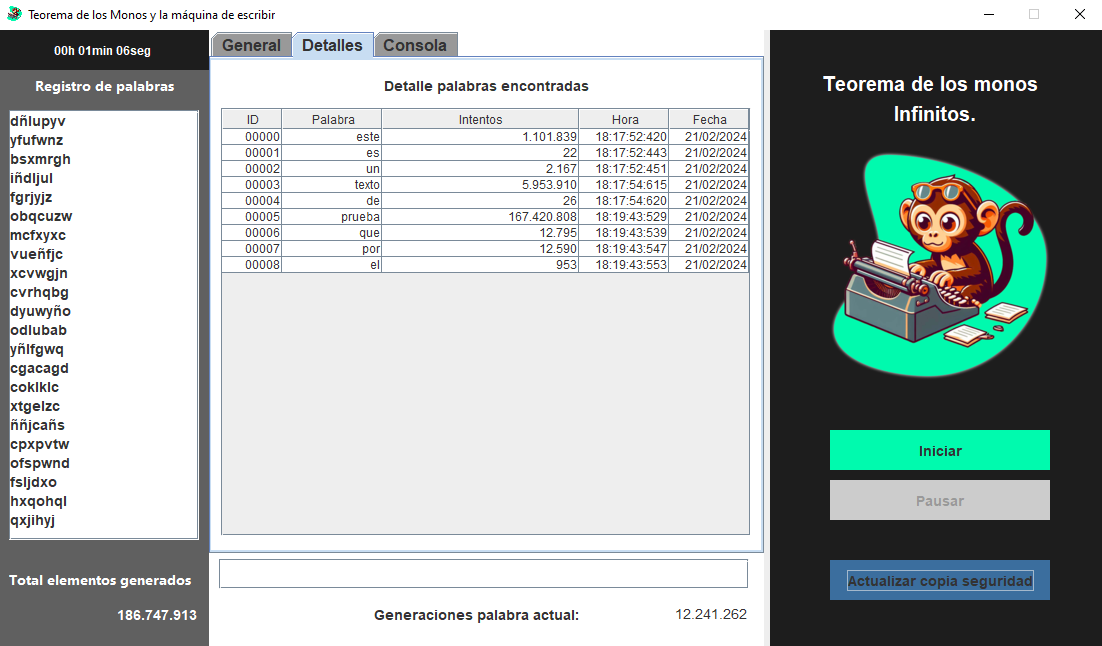 Teorema de los Monos y la máquina de escribir
00h 01min 06seg
Registro de palabras
dñlupyv
yfufwnz
bsxmrgh
iñdljul
fgrjyjz
obqcuzw
mcfxyxc
vueñfjc
xcvwgjn
cvrhqbg
dyuwyño
odlubab
yñlfgwq
cgacagd
coklklc
xtgelzc
ññjcañs
cpxpvtw
ofspwnd
fsljdxo
hxqohql
qxjihyj
Total elementos generados
186.747.913
General Detalles Consola
Detalle palabras encontradas
ID Palabra Intentos Hora Fecha
00000 este 1.101.839 18:17:52:420 21/02/2024
00001 es 22 18:17:52:443 21/02/2024
00002 un 2.167 18:17:52:451 21/02/2024
00003 texto 5.953.910 18:17:54:615 21/02/2024
00004 de 26 18:17:54:620 21/02/2024
00005 prueba 167.420.808 18:19:43:529 21/02/2024
00006 que 12.795 18:19:43:539 21/02/2024
00007 por 12.590 18:19:43:547 21/02/2024
00008 el 953 18:19:43:553 21/02/2024
Generaciones palabra actual: 12.241.262
Teorema de los monos
Infinitos.
Iniciar
Pausar
Actualizar copia seguridad